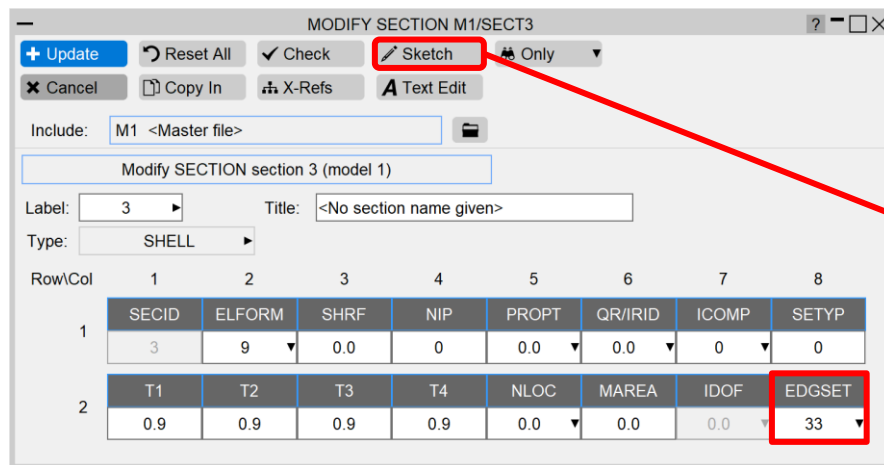 MODIFY SECTION M1/SECT3 ?
Update Reset All Check Sketch Only
Cancel Copy In X-Refs A Text Edit
Include: M1 <Master file>
Modify SECTION section 3 (model 1)
Label: 3 Title: <No section name given>
Type: SHELL
Row\Col 1 2 3 4 5 6 7 8
SECID ELFORM SHRF NIP PROPT QR/IRID ICOMP SETYP
1
3 9 0.0 0 0.0 0.0 0 0
T1 T2 T3 T4 NLOC MAREA IDOF EDGSET
2
0.9 0.9 0.9 0.9 0.0 0.0 0.0 33